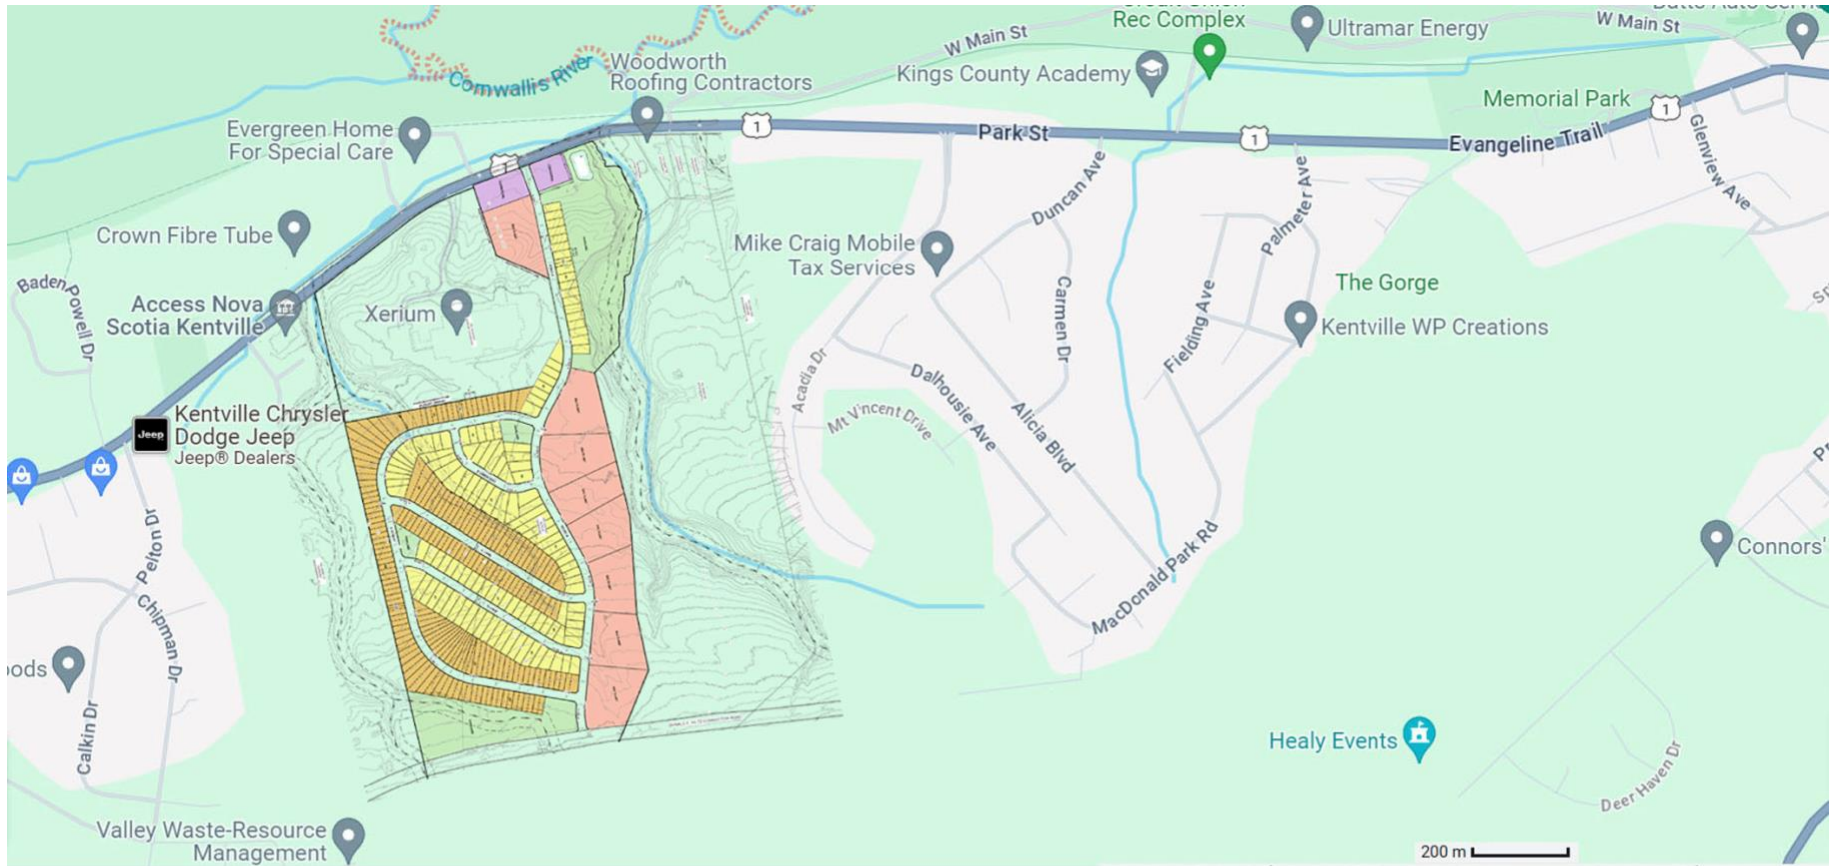 Rec Complex
W Main St
Ultramar Energy
W Main St
Cornwallis River
Woodworth
Roofing Contractors
Kings County Academy
Memorial Park
1
Evergreen Home
For Special Care
1
Park St
1
Evangeline Trail
Glenview Ave
1
Duncan Ave
Palmeter Ave
Crown Fibre Tube
Mike Craig Mobile
Tax Services
Baden Powell Dr
Access Nova
Scotia Kentville
Xerium
Carmen Dr
Fielding Ave
The Gorge
Kentville WP Creations
Acadia Dr
Dalhousie Ave
Mt Vincent Drive
Alicia Blvd
Jeep
Kentville Chrysler
Dodge Jeep
Jeep® Dealers
Pelton Dr
Chipman Dr
MacDonald Park Rd
Connors'
Calkin Dr
Healy Events
Deer Haven Dr
Valley Waste-Resource
Management
200 m